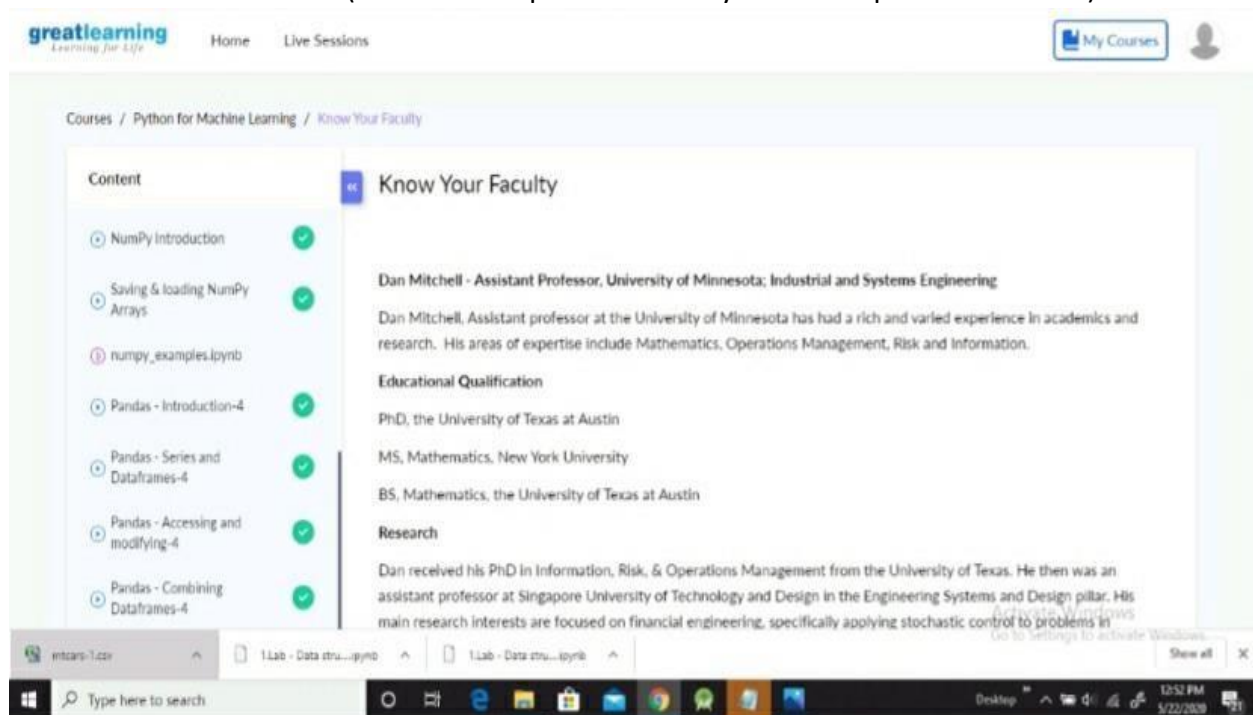 greatlearning
Learning for Life
Home
Live Sessions
My Courses
Courses / Python for Machine Learning / Know Your Faculty
Content
«
Know Your Faculty
NumPy Introduction
Saving & loading NumPy
Arrays
numpy_examples.ipynb
Pandas - Introduction-4
Pandas - Series and
Dataframes-4
Pandas - Accessing and
modifying-4
Pandas - Combining
Dataframes-4
Dan Mitchell - Assistant Professor, University of Minnesota; Industrial and Systems Engineering
Dan Mitchell, Assistant professor at the University of Minnesota has had a rich and varied experience in academics and
research. His areas of expertise include Mathematics, Operations Management, Risk and Information.
Educational Qualification
PhD, the University of Texas at Austin
MS, Mathematics, New York University
BS, Mathematics, the University of Texas at Austin
Research
Dan received his PhD in Information, Risk, & Operations Management from the University of Texas. He then was an
assistant professor at Singapore University of Technology and Design in the Engineering Systems and Design pillar. His
main research interests are focused on financial engineering, specifically applying stochastic control to problems in
Activate Windows
Go to Settings to activate Windows.
mtcars-1.csv
1.Lab - Data stru....ipynb
1.Lab - Data stru....ipynb
Show all
Type here to search
Desktop
12:52 PM
5/22/2020